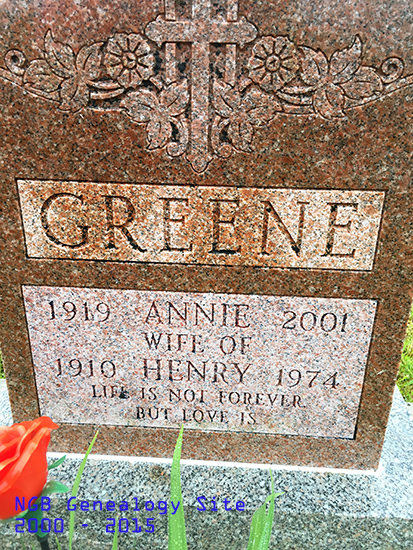 GREENE
1919 ANNIE 2001
WIFE OF
1910 HENRY 1974
LIFE IS NOT FOREVER
BUT LOVE IS
NGB Genealogy Site
2000 - 2015